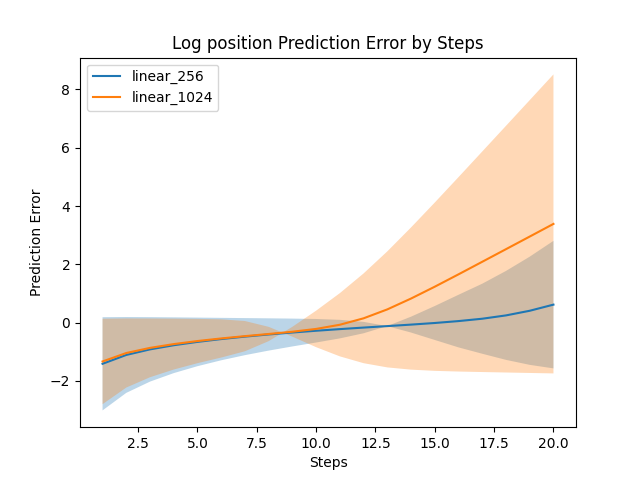 Log position Prediction Error by Steps
linear_256
linear_1024
Prediction Error
8
6
4
2
0
−2
2.5 5.0 7.5 10.0 12.5 15.0 17.5 20.0
Steps